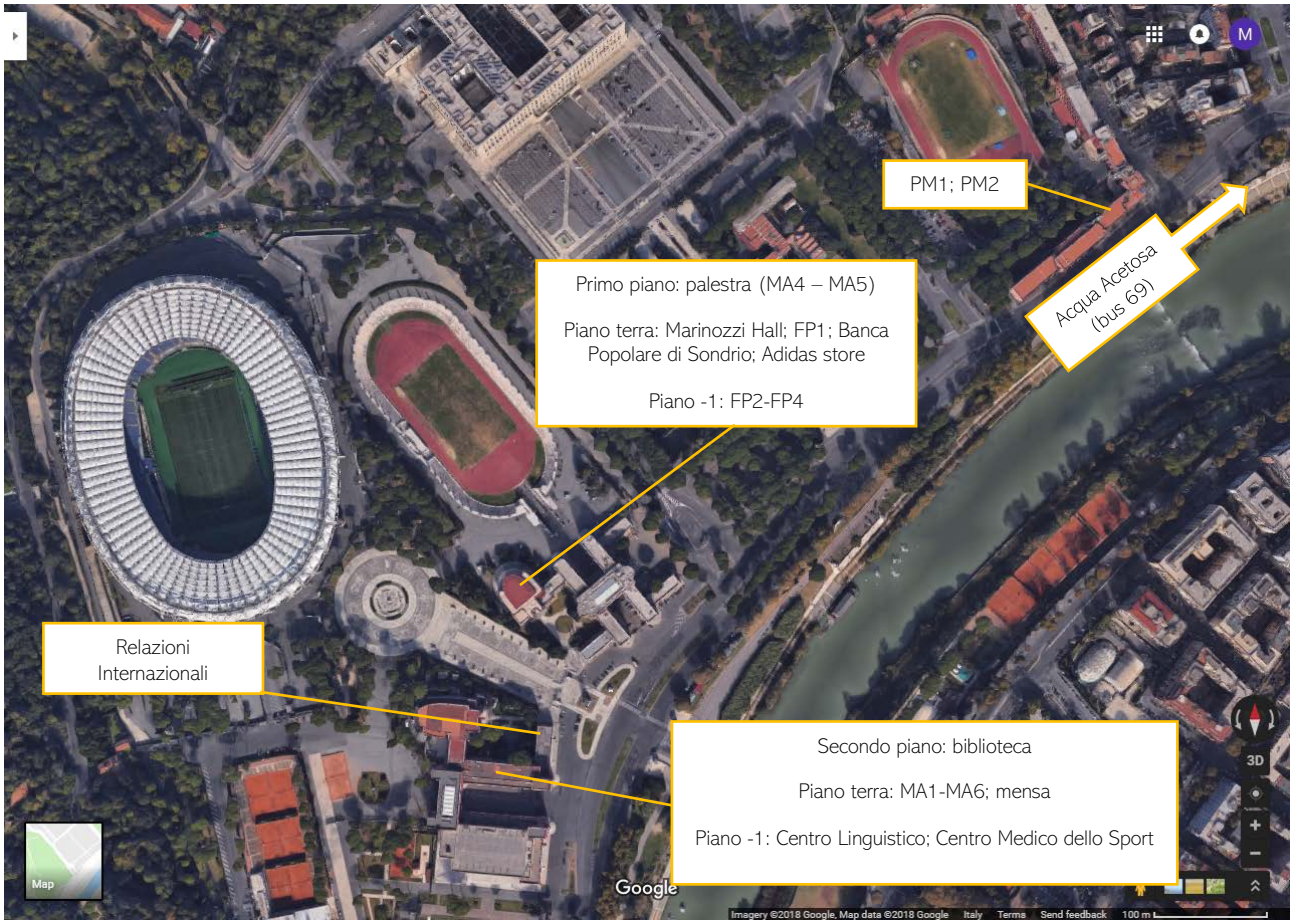 M
PM1; PM2
Acqua Acetosa
(bus 69)
Primo piano: palestra (MA4 – MA5)
Piano terra: Marinozzi Hall; FP1; Banca
Popolare di Sondrio; Adidas store
Piano -1: FP2-FP4
Relazioni
Internazionali
Secondo piano: biblioteca
Piano terra: MA1-MA6; mensa
Piano -1: Centro Linguistico; Centro Medico dello Sport
3D
+
−
Map
Google
Imagery ©2018 Google, Map data ©2018 Google Italy Terms Send feedback 100 m